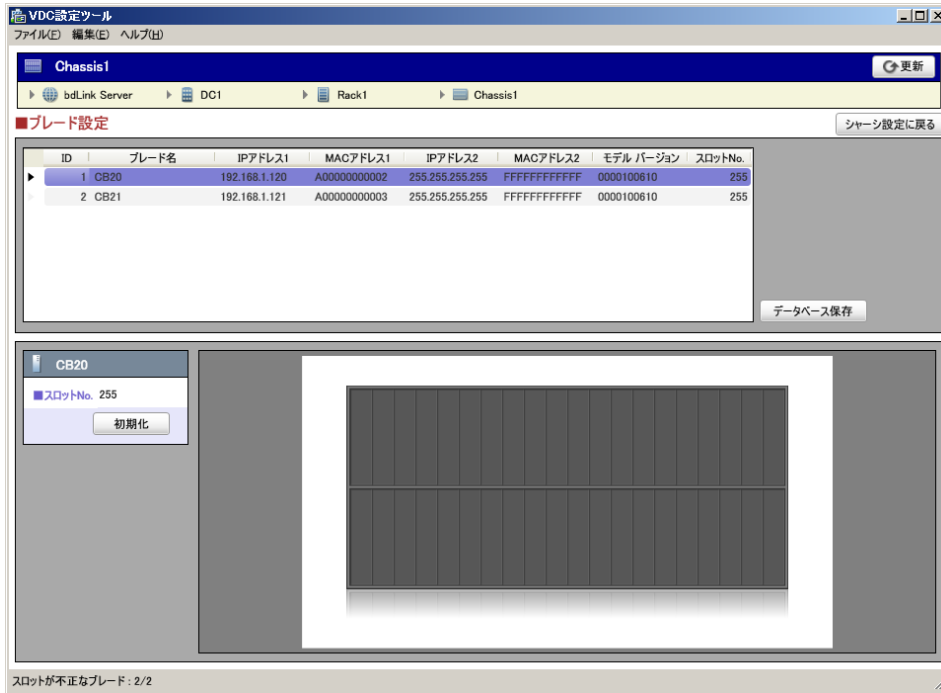 VDC設定ツール
ファイル(F) 編集(E) ヘルプ(H)
Chassis1 更新
bdLink Server DC1 Rack1 Chassis1
■ブレード設定 シャーシ設定に戻る
ID ブレード名 IPアドレス1 MACアドレス1 IPアドレス2 MACアドレス2 モデル バージョン スロットNo.
1 CB20 192.168.1.120 A00000000002 255.255.255.255 FFFFFFFFFFFF 0000100610 255
2 CB21 192.168.1.121 A00000000003 255.255.255.255 FFFFFFFFFFFF 0000100610 255
データベース保存
CB20
■スロットNo. 255
初期化
スロットが不正なブレード : 2/2